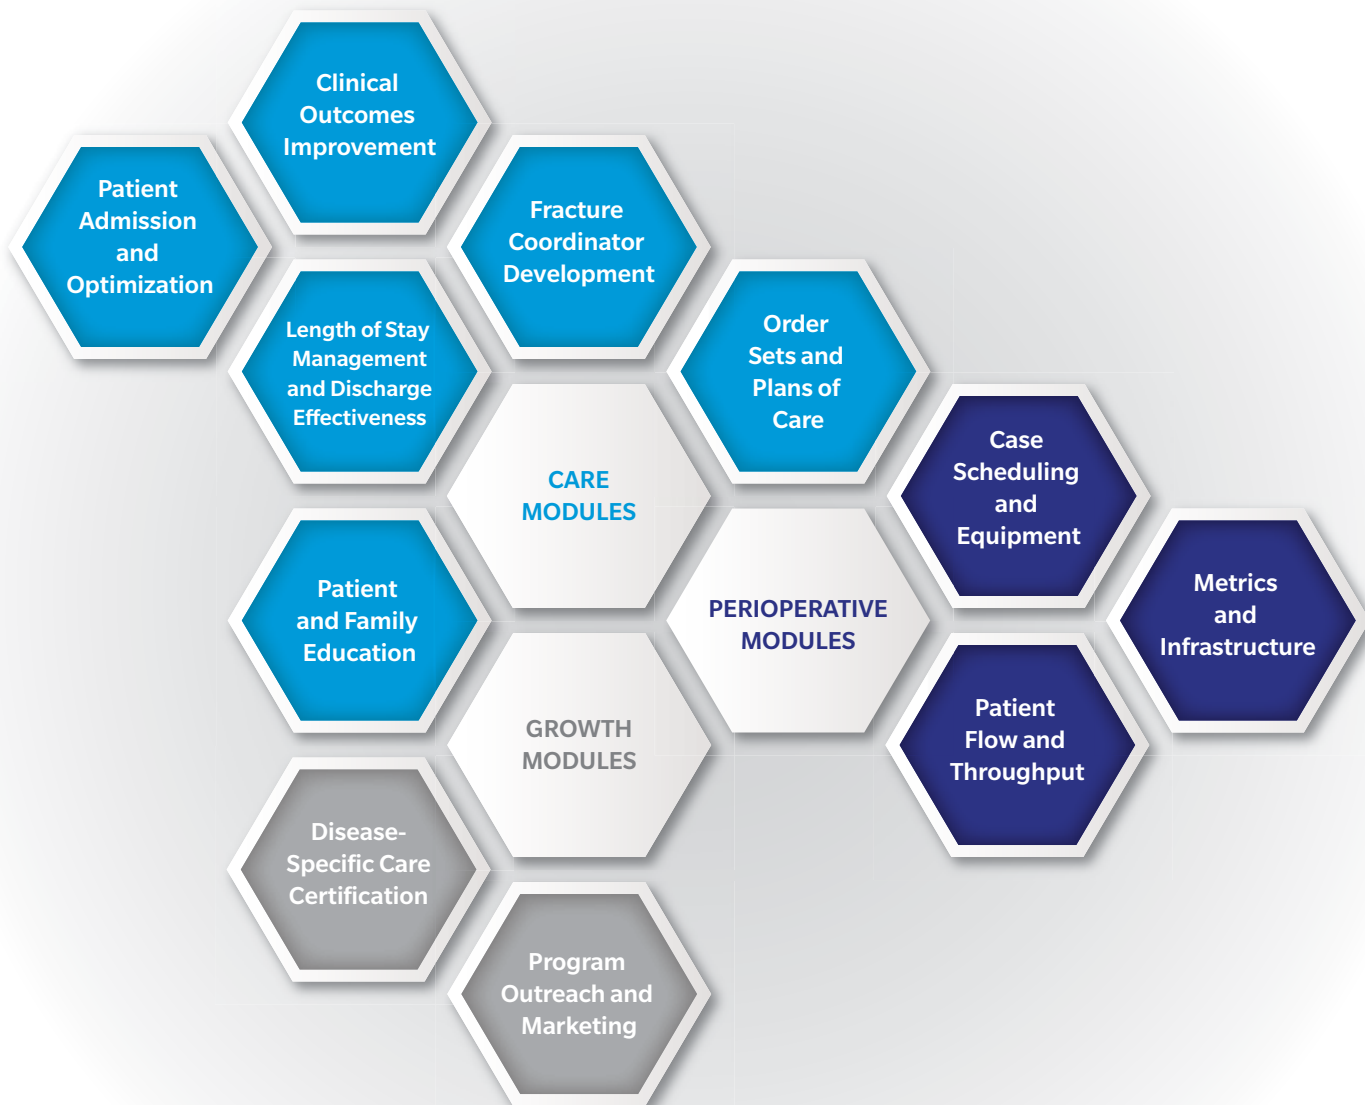 Clinical
Outcomes
Improvement
Patient
Admission
and
Optimization
Fracture
Coordinator
Development
Length of Stay
Management
and Discharge
Effectiveness
Order
Sets and
Plans of
Care
CARE
MODULES
Case
Scheduling
and
Equipment
Patient
and Family
Education
PERIOPERATIVE
MODULES
Metrics
and
Infrastructure
GROWTH
MODULES
Patient
Flow and
Throughput
Disease-
Specific Care
Certification
Program
Outreach and
Marketing